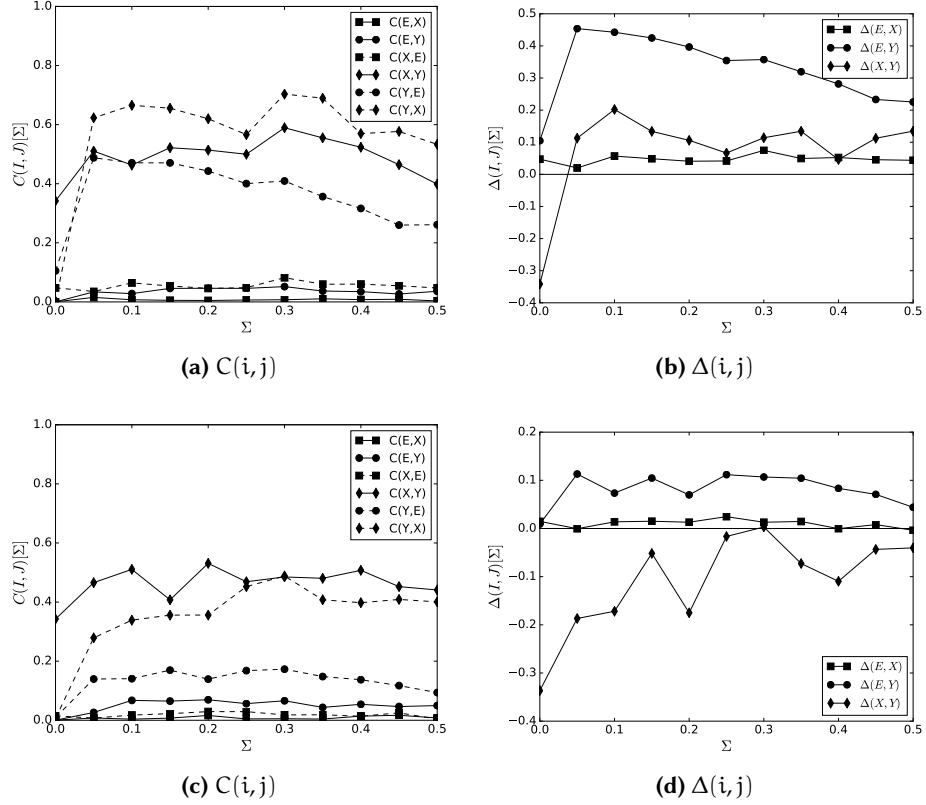 1.0
0.8
0.6
0.4
0.2
0.0
C(I, J)[Σ]
C(E,X)
C(E,Y)
C(X,E)
C(X,Y)
C(Y,E)
C(Y,X)
0.0 0.1 0.2 0.3 0.4 0.5
Σ
(a) C(i, j)
0.5
0.4
0.3
0.2
0.1
0.0
−0.1
−0.2
−0.3
−0.4
Δ(I, J)[Σ]
Δ(E, X)
Δ(E, Y)
Δ(X, Y)
0.0 0.1 0.2 0.3 0.4 0.5
Σ
(b) Δ(i, j)
1.0
0.8
0.6
0.4
0.2
0.0
C(I, J)[Σ]
C(E,X)
C(E,Y)
C(X,E)
C(X,Y)
C(Y,E)
C(Y,X)
0.0 0.1 0.2 0.3 0.4 0.5
Σ
(c) C(i, j)
0.2
0.1
0.0
−0.1
−0.2
−0.3
−0.4
Δ(I, J)[Σ]
Δ(E, X)
Δ(E, Y)
Δ(X, Y)
0.0 0.1 0.2 0.3 0.4 0.5
Σ
(d) Δ(i, j)